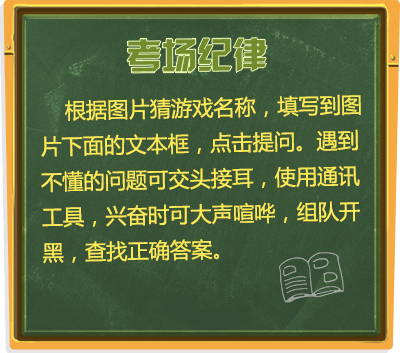 考场纪律
根据图片猜游戏名称，填写到图
片下面的文本框，点击提问。遇到
不懂的问题可交头接耳，使用通讯
工具，兴奋时可大声喧哗，组队开
黑，查找正确答案。